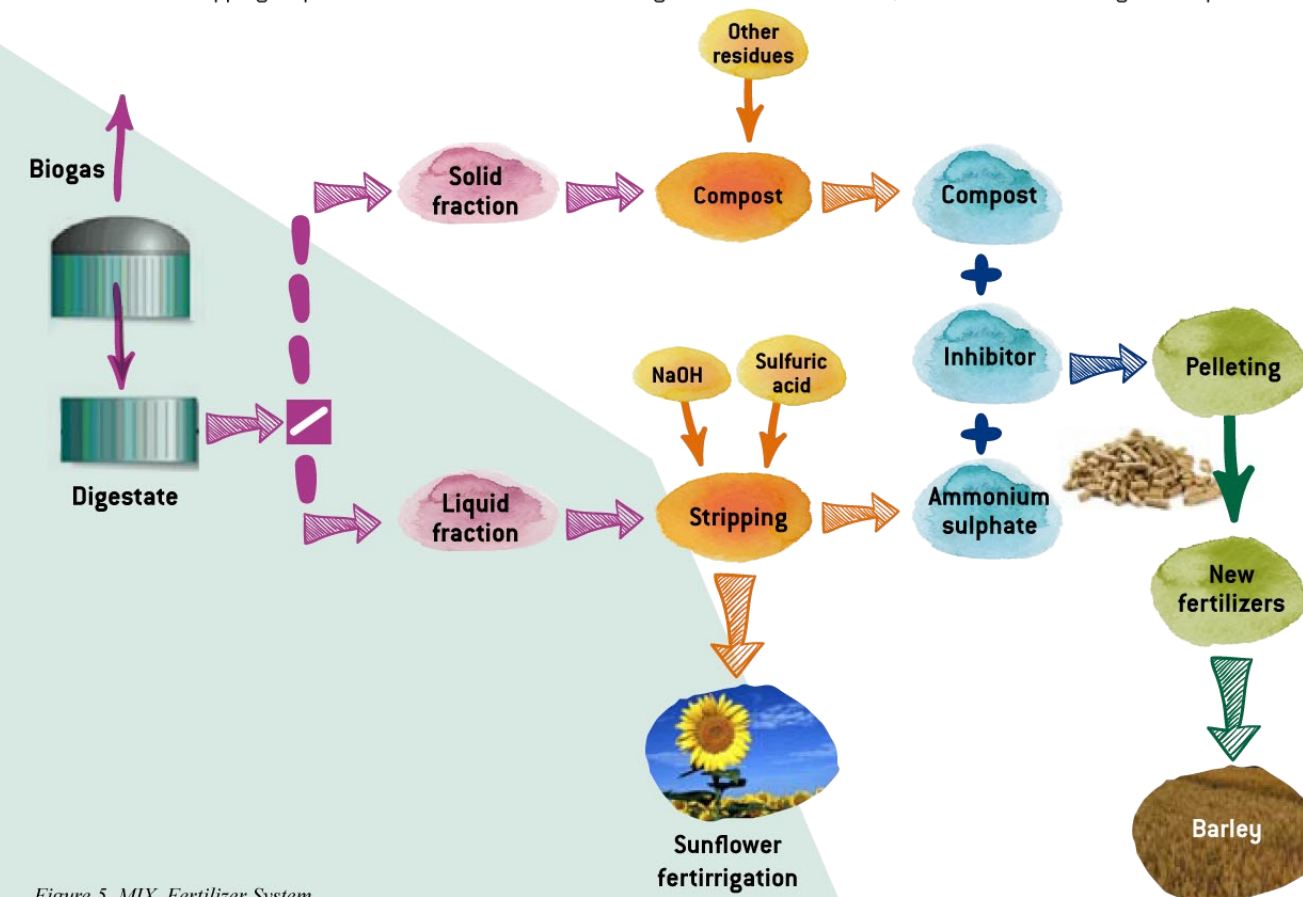 Other
residues
Biogas
Solid
fraction
Compost
Compost
NaOH
Sulfuric
acid
Inhibitor
Pelleting
Digestate
Liquid
fraction
Stripping
Ammonium
sulphate
New
fertilizers
Barley
Sunflower
fertirrigation
Figure 5. MIX_Fertilizer System